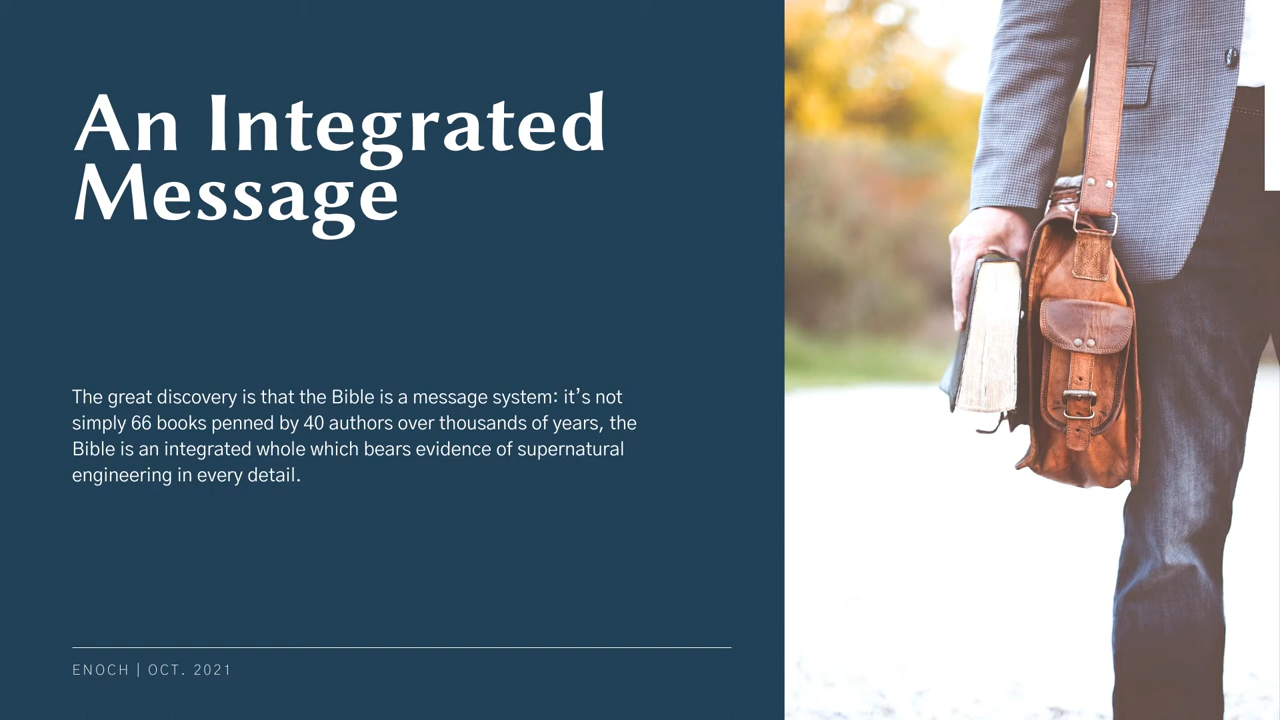 An Integrated
Message
The great discovery is that the Bible is a message system: it’s not
simply 66 books penned by 40 authors over thousands of years, the
Bible is an integrated whole which bears evidence of supernatural
engineering in every detail.
ENOCH | OCT. 2021